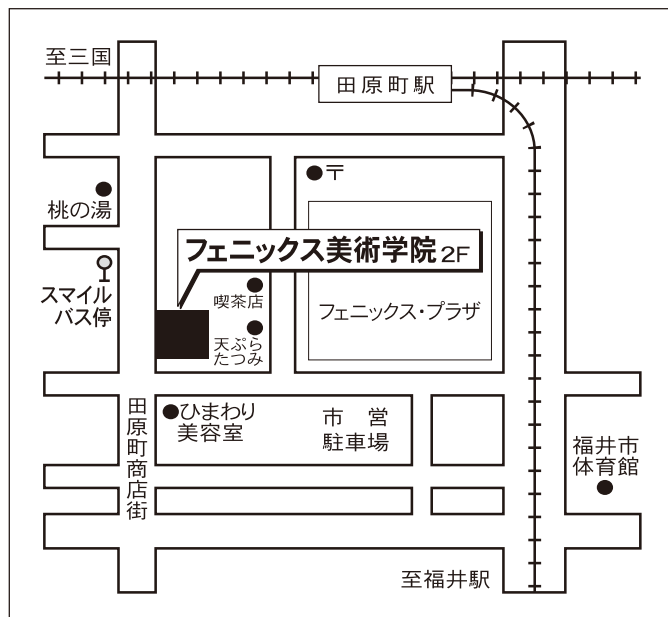 至三国
田原町駅
〒
桃の湯
フェニックス美術学院 2F
スマイル
バス停
喫茶店
フェニックス・プラザ
天ぷら
たつみ
田原町商店街
ひまわり
美容室
市営
駐車場
福井市
体育館
至福井駅